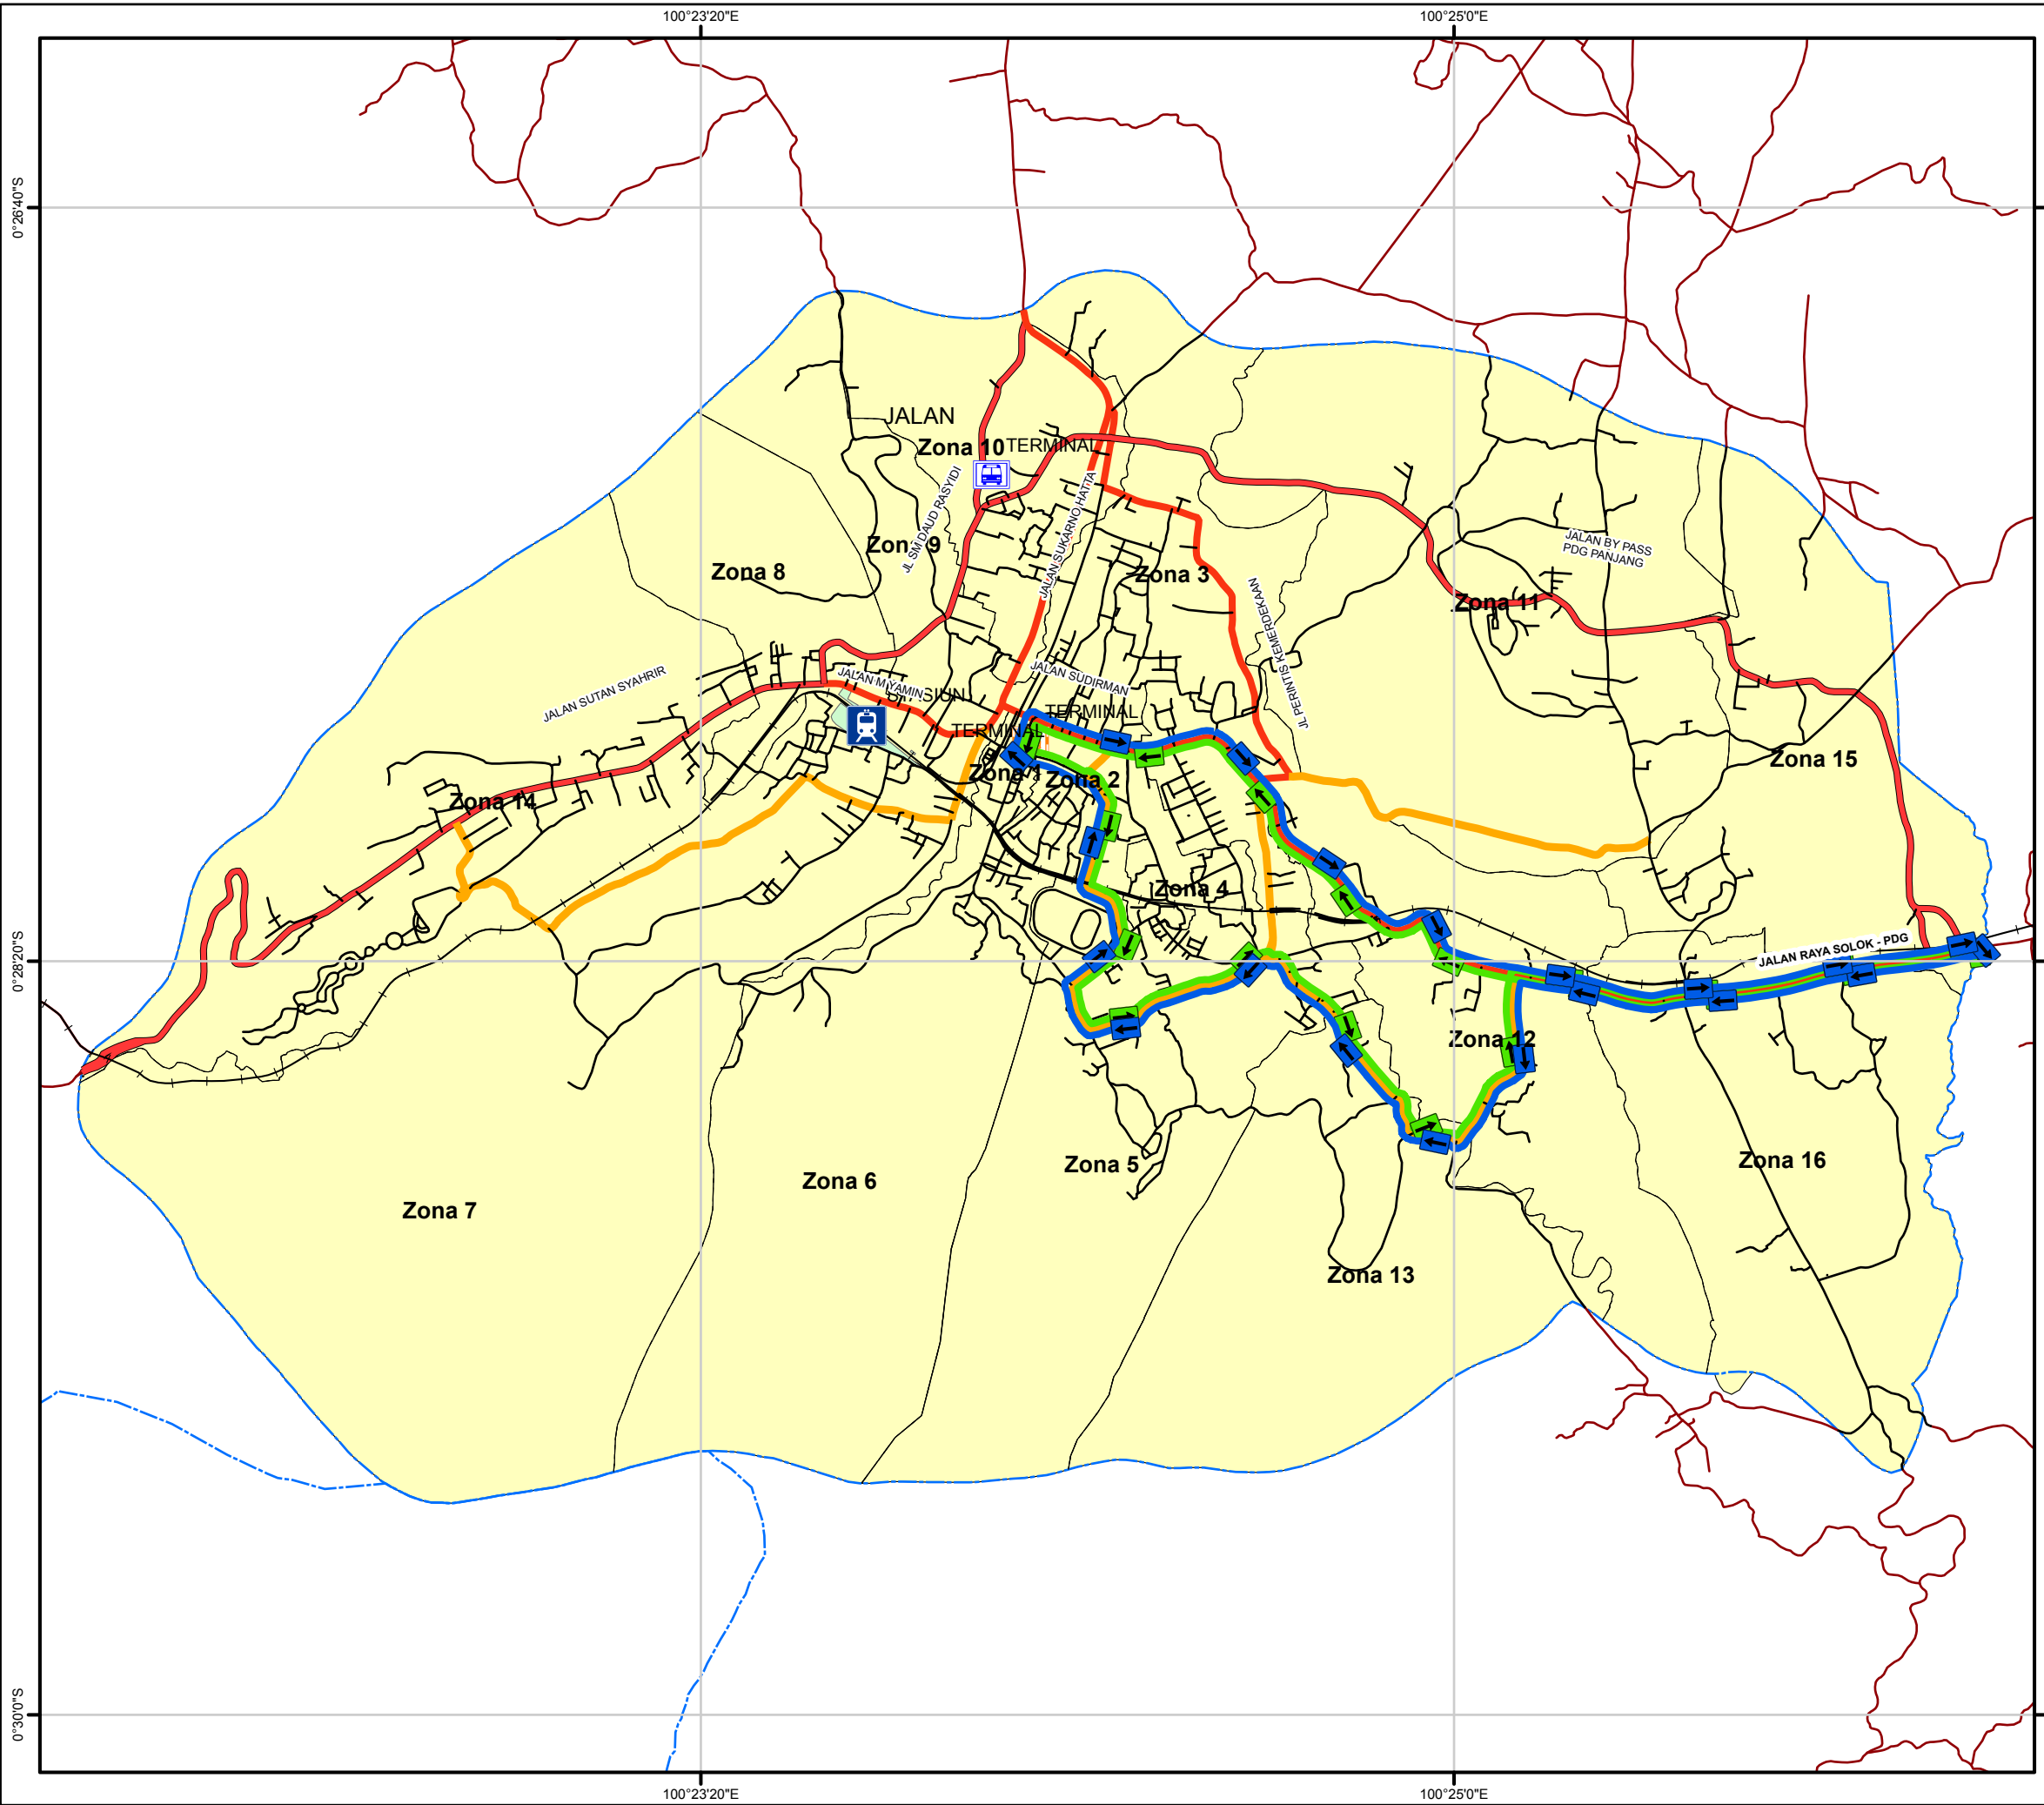 100°23'20"E
100°25'0"E
0°26'40"S
JALAN
Zona 10
TERMINAL
JL SM DAUD RASYIDI
JALAN SUKARNO HATTA
Zona 9
JALAN BY PASS
PDG PANJANG
Zona 8
Zona 3
Zona 11
JL PERRINTIS KEMERDEKAAN
JALAN SUTAN SYAHRIR
JALAN M YAMIN
JALAN SUDIRMAN
TERMINAL
TERMINAL
Zona 1
Zona 2
Zona 15
Zona 14
Zona 4
0°28'20"S
JALAN RAYA SOLOK - PDG
Zona 12
Zona 5
Zona 16
Zona 6
Zona 7
Zona 13
0°30'0"S
100°23'20"E
100°25'0"E